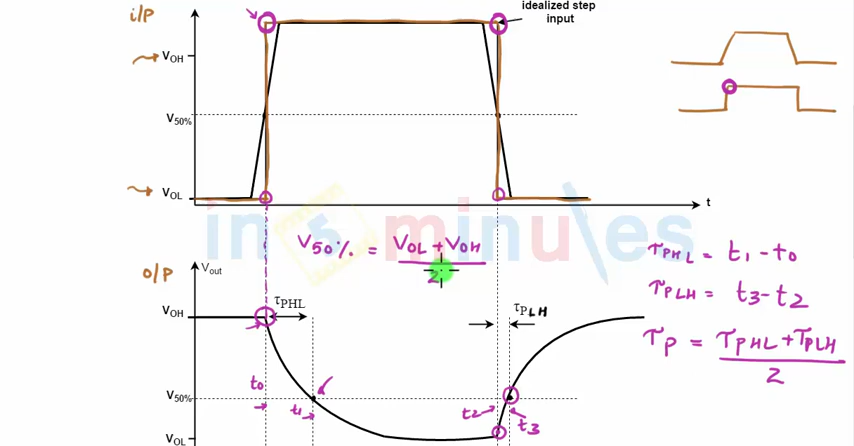 i/P
idealized step
input
VOH
V50%
VOL
t
in 5 minutes
V50% = VOL + VOH / 2
τPHL = t1 - t0
τPLH = t3 - t2
τP = τPHL + τPLH / 2
O/P
Vout
τPHL
τPLH
VOH
V50%
t0
t1
t2
t3
VOL